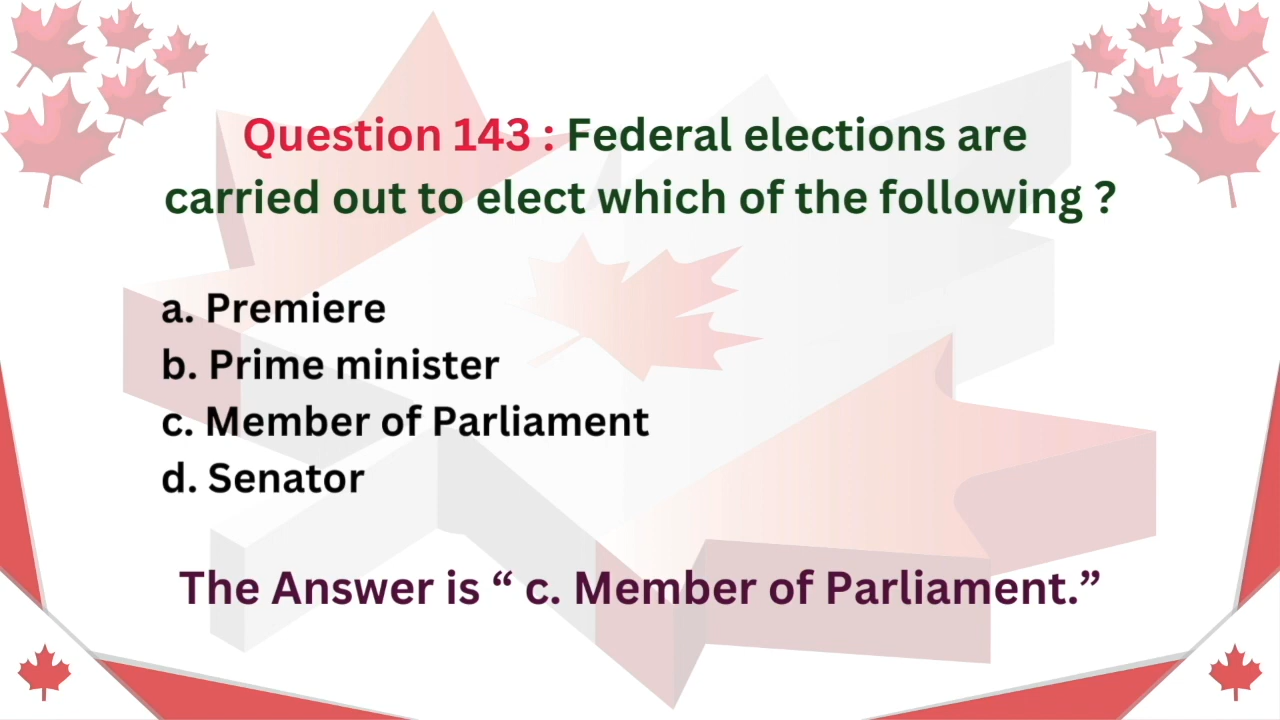 Question 143 : Federal elections are
carried out to elect which of the following ?
a. Premiere
b. Prime minister
c. Member of Parliament
d. Senator
The Answer is “ c. Member of Parliament.”